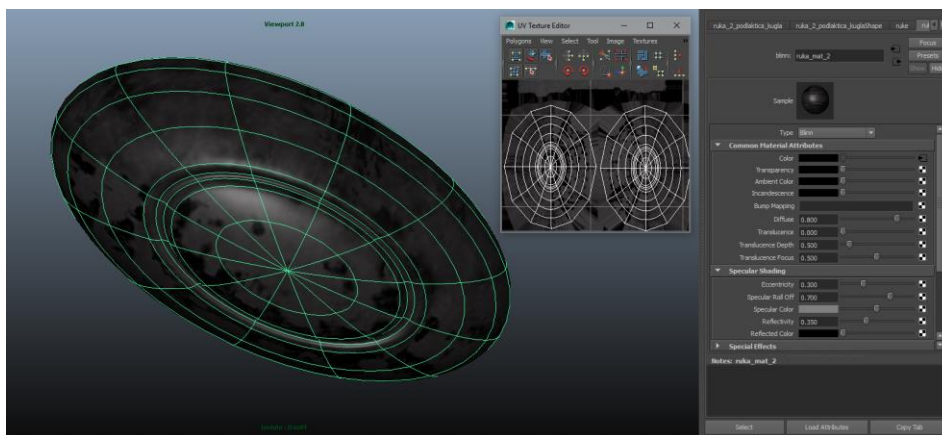 Viewport 2.0
UV Texture Editor
Polygons View Select Tool Image Textures
ruka_2_podlaktica_kugla ruka_2_podlaktica_kuglaShape ruke
blinn: ruka_mat_2
Focus
Presets
Show
Sample
Type Blinn
Common Material Attributes
Color
Transparency
Ambient Color
Incandescence
Bump Mapping
Diffuse 0.800
Translucence 0.000
Translucence Depth 0.500
Translucence Focus 0.500
Specular Shading
Eccentricity 0.300
Specular Roll Off 0.700
Specular Color
Reflectivity 0.350
Reflected Color
Special Effects
Notes: ruka_mat_2
Select Load Attributes Copy Tab